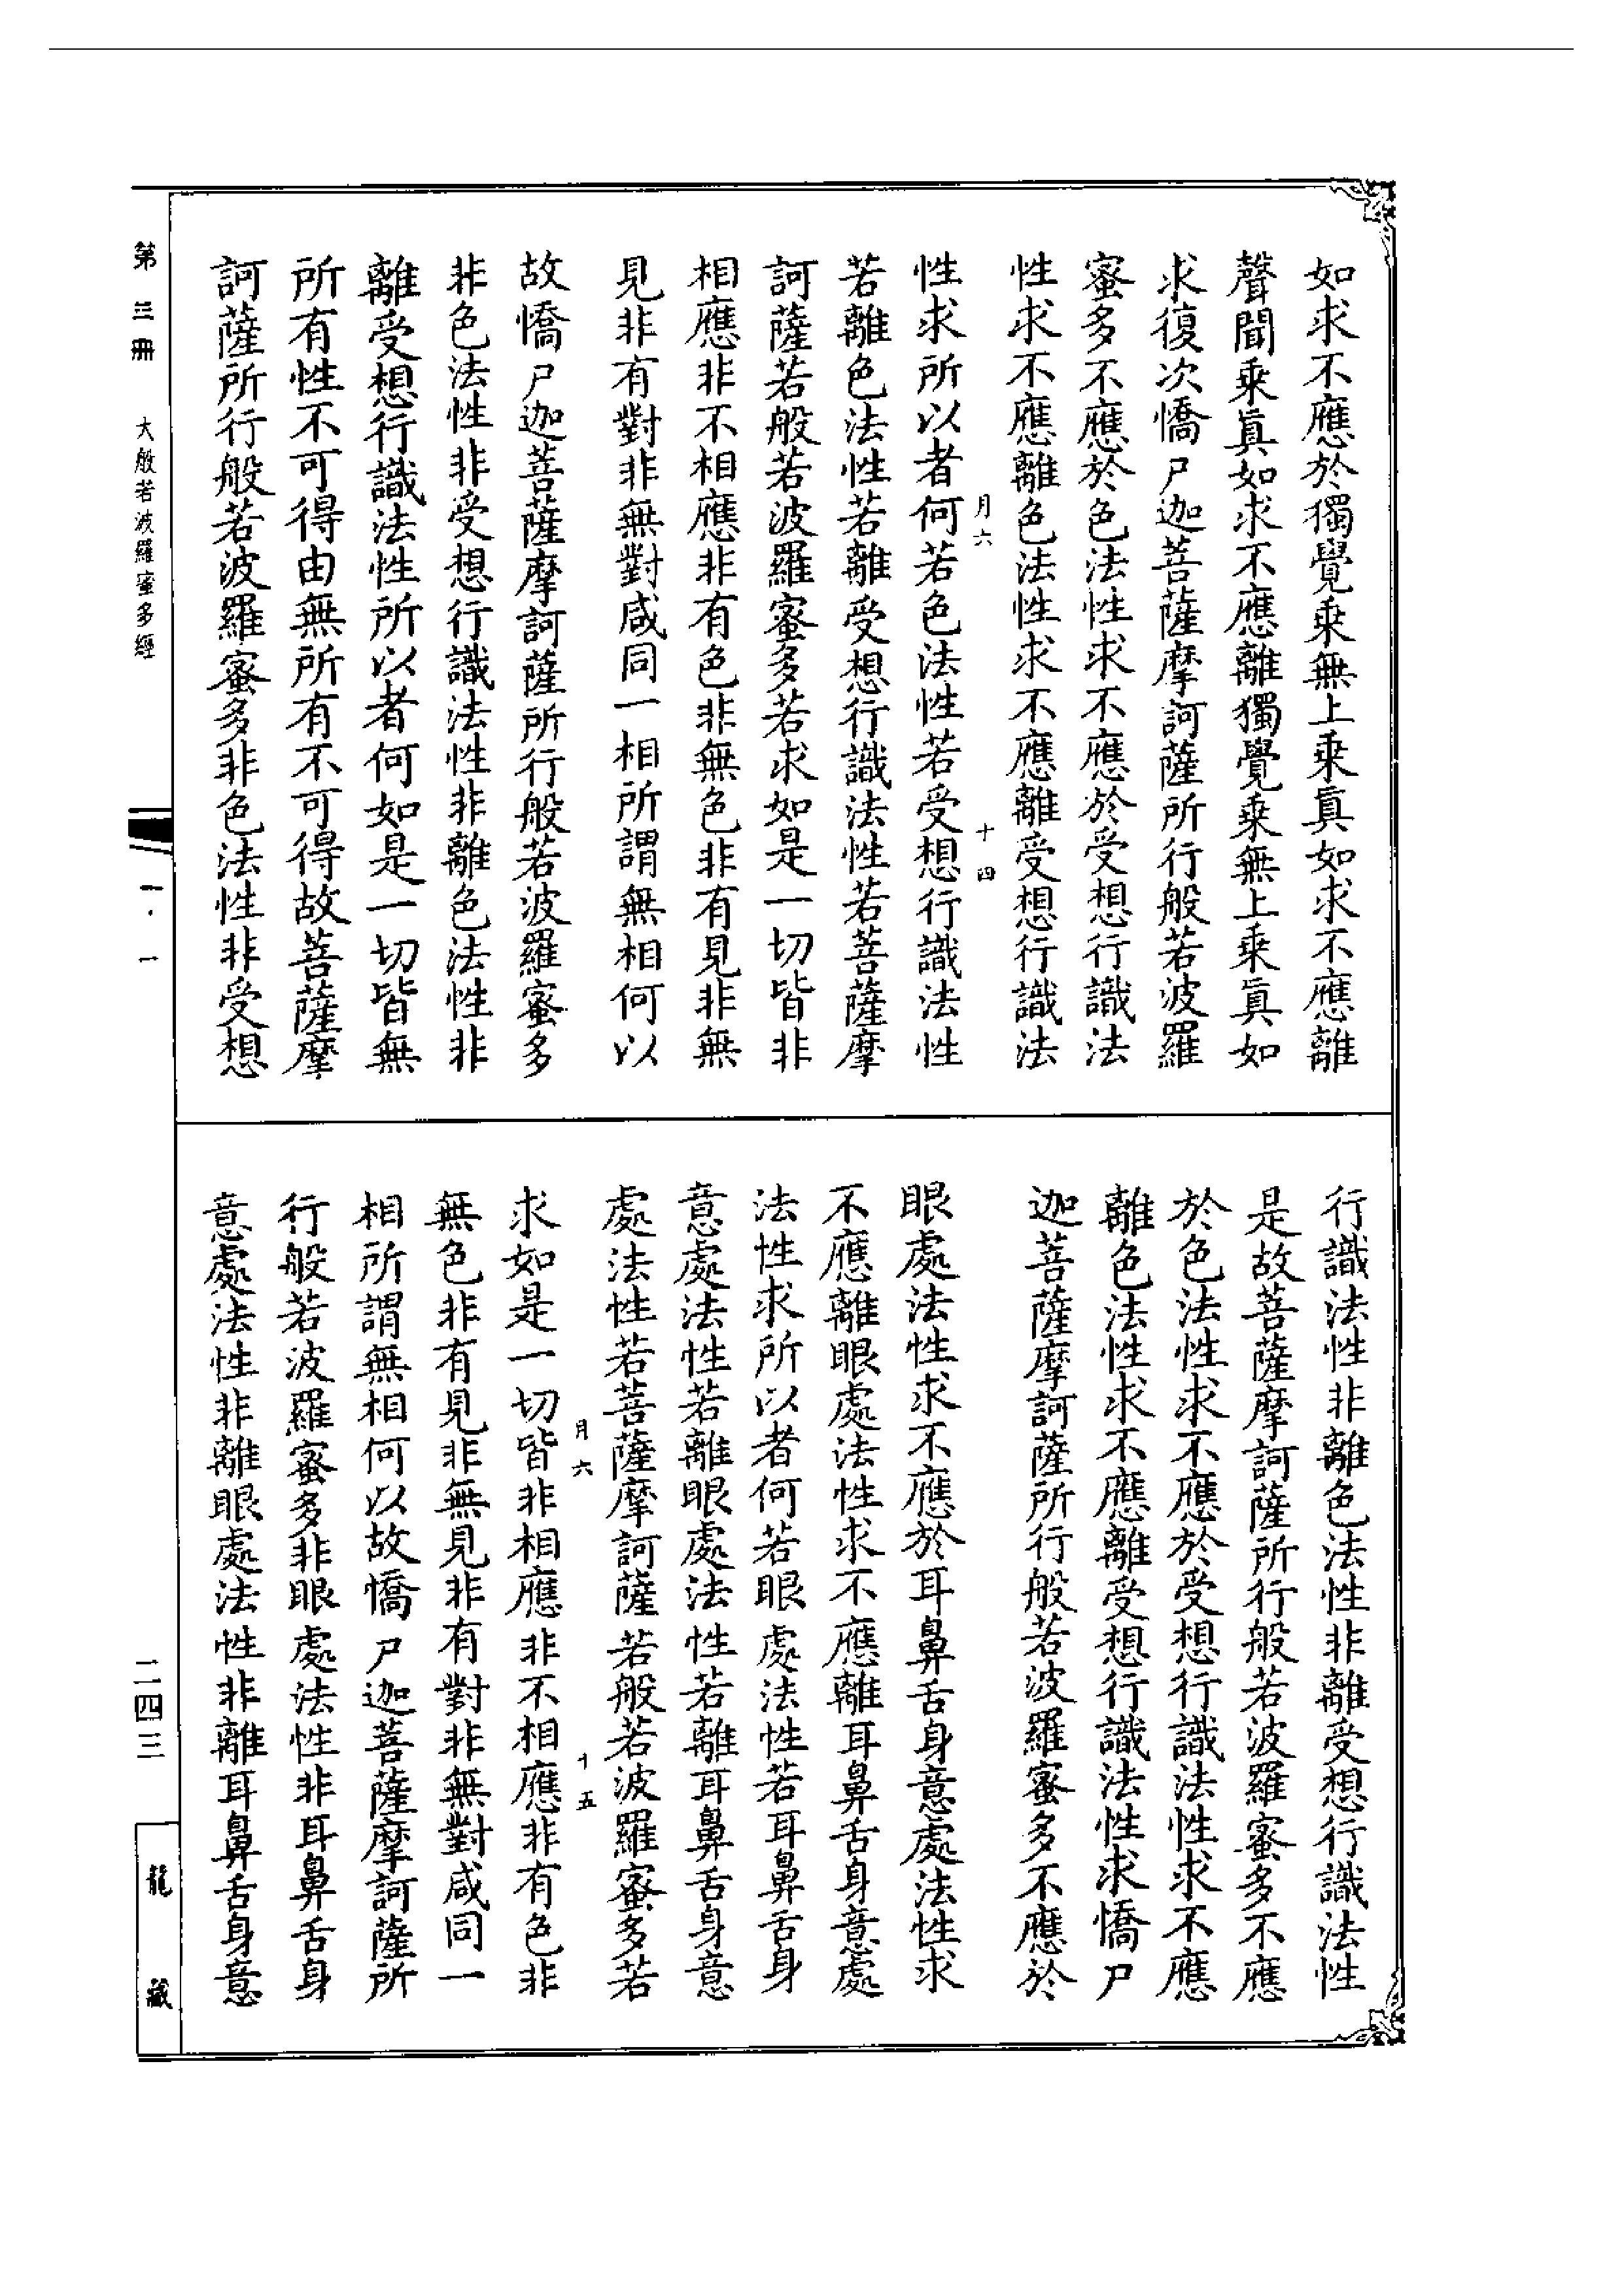 如求不應於獨覺乘無上乘真如求不應離
聲聞乘真如求不應離獨覺乘無上乘真如
求復次憍尸迦菩薩摩訶薩所行般若波羅
蜜多不應於色法性求不應於受想行識法
性求不應離色法性求不應離受想行識法
月六 十四
性求所以者何若色法性若受想行識法性
若離色法性若離受想行識法性若菩薩摩
訶薩若般若波羅蜜多若求如是一切皆非
相應非不相應非有色非無色非有見非無
見非有對非無對咸同一相所謂無相何以
故憍尸迦菩薩摩訶薩所行般若波羅蜜多
非色法性非受想行識法性非離色法性非
離受想行識法性所以者何如是一切皆無
所有性不可得由無所有不可得故菩薩摩
訶薩所行般若波羅蜜多非色法性非受想
行識法性非離色法性非離受想行識法性
是故菩薩摩訶薩所行般若波羅蜜多不應
於色法性求不應於受想行識法性求不應
離色法性求不應離受想行識法性求憍尸
迦菩薩摩訶薩所行般若波羅蜜多不應於
眼處法性求不應於耳鼻舌身意處法性求
不應離眼處法性求不應離耳鼻舌身意處
法性求所以者何若眼處法性若耳鼻舌身
意處法性若離眼處法性若離耳鼻舌身意
處法性若菩薩摩訶薩若般若波羅蜜多若
月六 十五
求如是一切皆非相應非不相應非有色非
無色非有見非無見非有對非無對咸同一
相所謂無相何以故憍尸迦菩薩摩訶薩所
行般若波羅蜜多非眼處法性非耳鼻舌身
意處法性非離眼處法性非離耳鼻舌身意
第三冊 大般若波羅蜜多經
一·一
二四三
龍藏